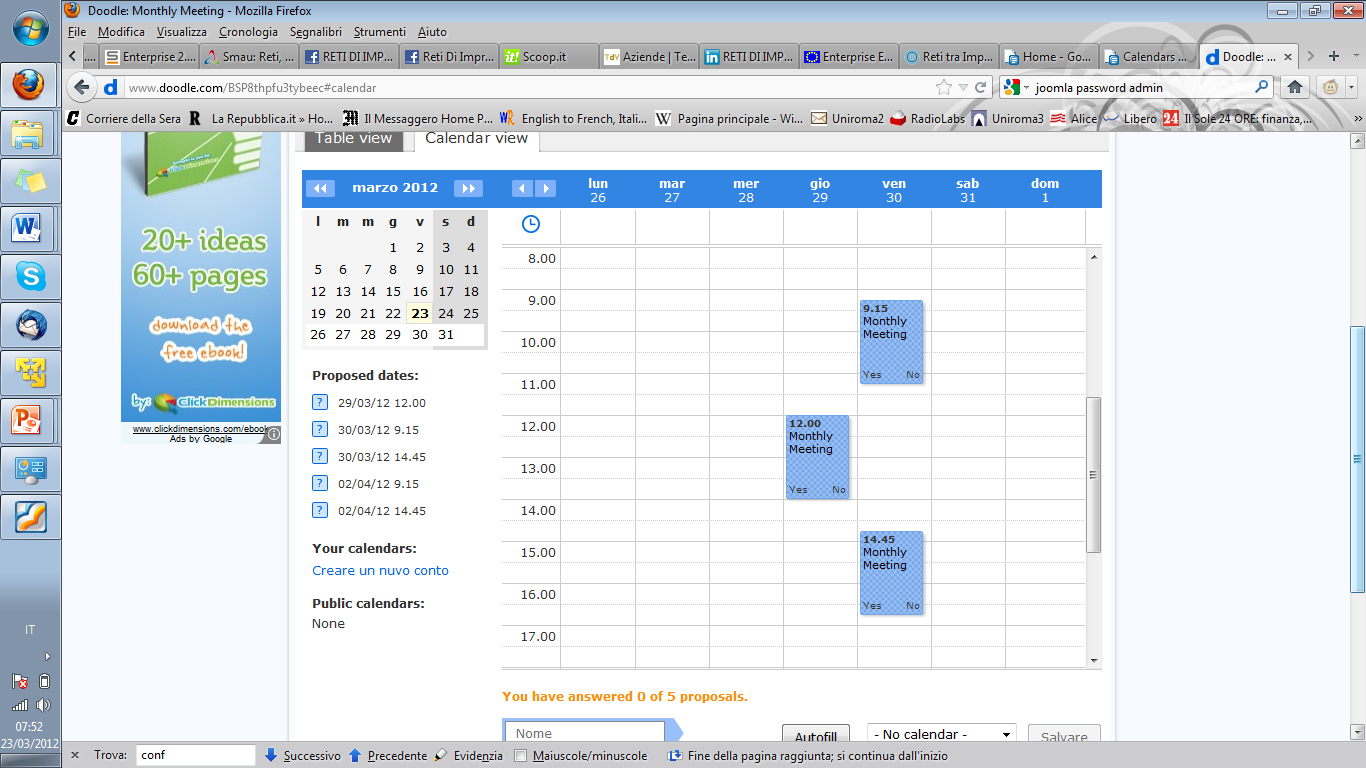 Doodle: Monthly Meeting - Mozilla Firefox
File Modifica Visualizza Cronologia Segnalibri Strumenti Aiuto
Enterprise 2.... Smau: Reti, ... RETI DI IMP... Reti Di Impr... Scoop.it Aziende | Te... RETI DI IMP... Enterprise E... Reti tra Imp... Home - Go... Calendars ... Doodle: ...
www.doodle.com/BSP8thpfu3tybeec#calendar
joomla password admin
Corriere della Sera La Repubblica.it » Ho... Il Messaggero Home P... English to French, Itali... Pagina principale - Wi... Uniroma2 RadioLabs Uniroma3 Alice Libero 24 Il Sole 24 ORE: finanza,...
Table view Calendar view
marzo 2012
lun mar mer gio ven sab dom
26 27 28 29 30 31 1
l m m g v s d
1 2 3 4
5 6 7 8 9 10 11
12 13 14 15 16 17 18
19 20 21 22 23 24 25
26 27 28 29 30 31
Proposed dates:
? 29/03/12 12.00
? 30/03/12 9.15
? 30/03/12 14.45
? 02/04/12 9.15
? 02/04/12 14.45
Your calendars:
Creare un nuvo conto
Public calendars:
None
8.00
9.00
10.00
11.00
12.00
13.00
14.00
15.00
16.00
17.00
9.15
Monthly
Meeting
Yes No
12.00
Monthly
Meeting
Yes No
14.45
Monthly
Meeting
Yes No
You have answered 0 of 5 proposals.
Nome
Autofill
- No calendar -
Salvare
ClickDimensions
20+ ideas
60+ pages
download the
free ebook!
by: ClickDimensions
www.clickdimensions.com/ebook
Ads by Google
IT
07:52
23/03/2012
Trova: conf Successivo Precedente Evidenzia Maiuscole/minuscole Fine della pagina raggiunta; si continua dall'inizio